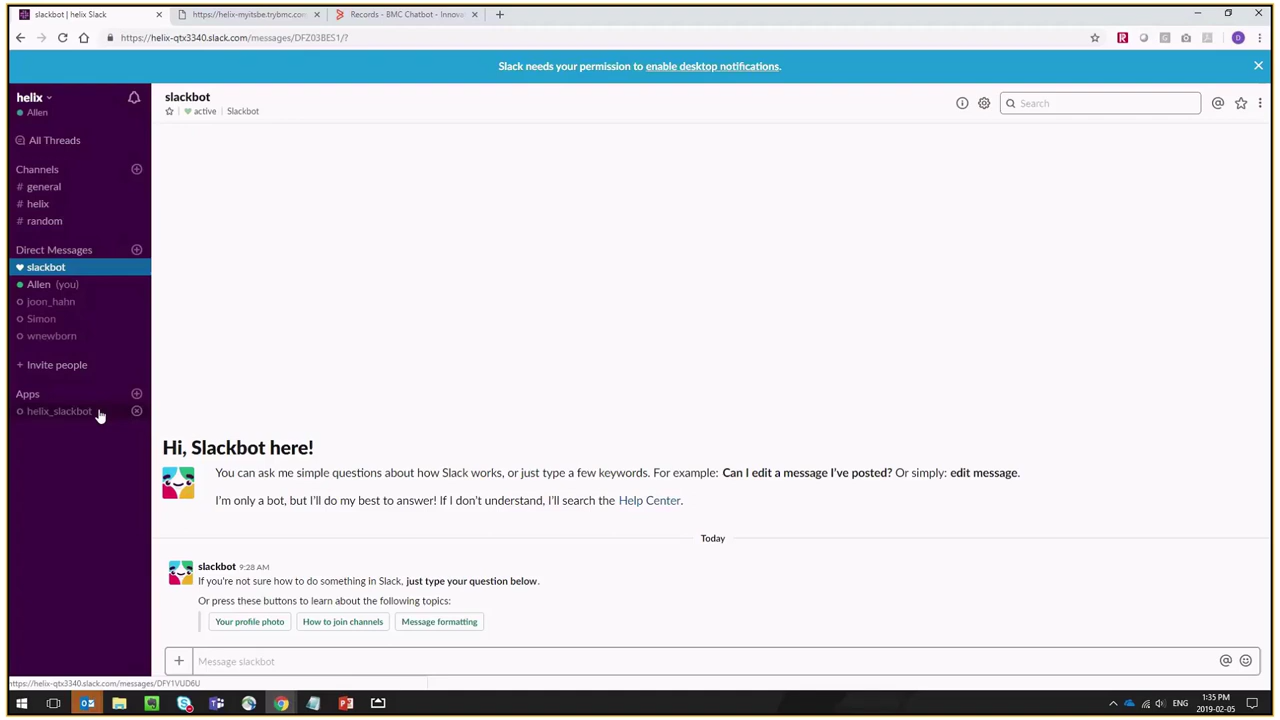 slackbot | helix Slack
https://helix-myitsbe.trybmc.com
Records - BMC Chatbot - Innova
https://helix-qtx3340.slack.com/messages/DFZ03BES1/?
Slack needs your permission to enable desktop notifications.
helix
Allen
All Threads
Channels
# general
# helix
# random
Direct Messages
slackbot
Allen (you)
joon_hahn
Simon
wnewborn
+ Invite people
Apps
helix_slackbot
https://helix-qtx3340.slack.com/messages/DFY1VUD6U
slackbot
active | Slackbot
Search
Hi, Slackbot here!
You can ask me simple questions about how Slack works, or just type a few keywords. For example: Can I edit a message I've posted? Or simply: edit message.
I'm only a bot, but I'll do my best to answer! If I don't understand, I'll search the Help Center.
Today
slackbot 9:28 AM
If you're not sure how to do something in Slack, just type your question below.
Or press these buttons to learn about the following topics:
Your profile photo How to join channels Message formatting
Message slackbot
ENG
1:35 PM
2019-02-05